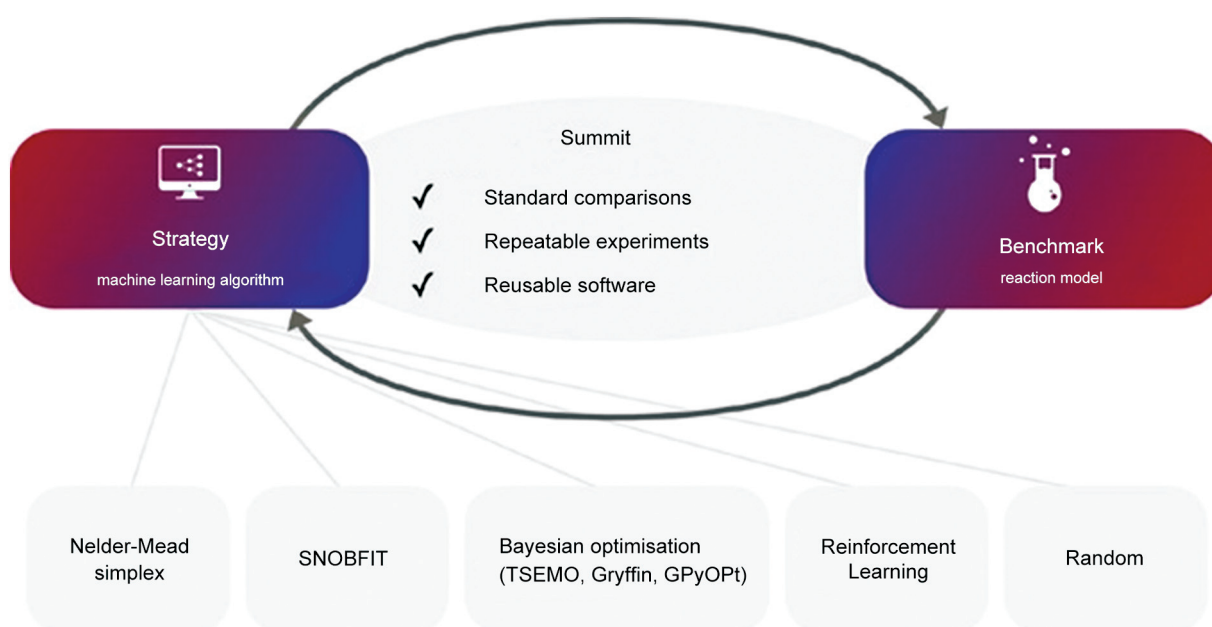 Summit
Standard comparisons
Repeatable experiments
Reusable software
Strategy
machine learning algorithm
Benchmark
reaction model
Nelder-Mead
simplex
SNOBFIT
Bayesian optimisation
(TSEMO, Gryffin, GPyOPt)
Reinforcement
Learning
Random